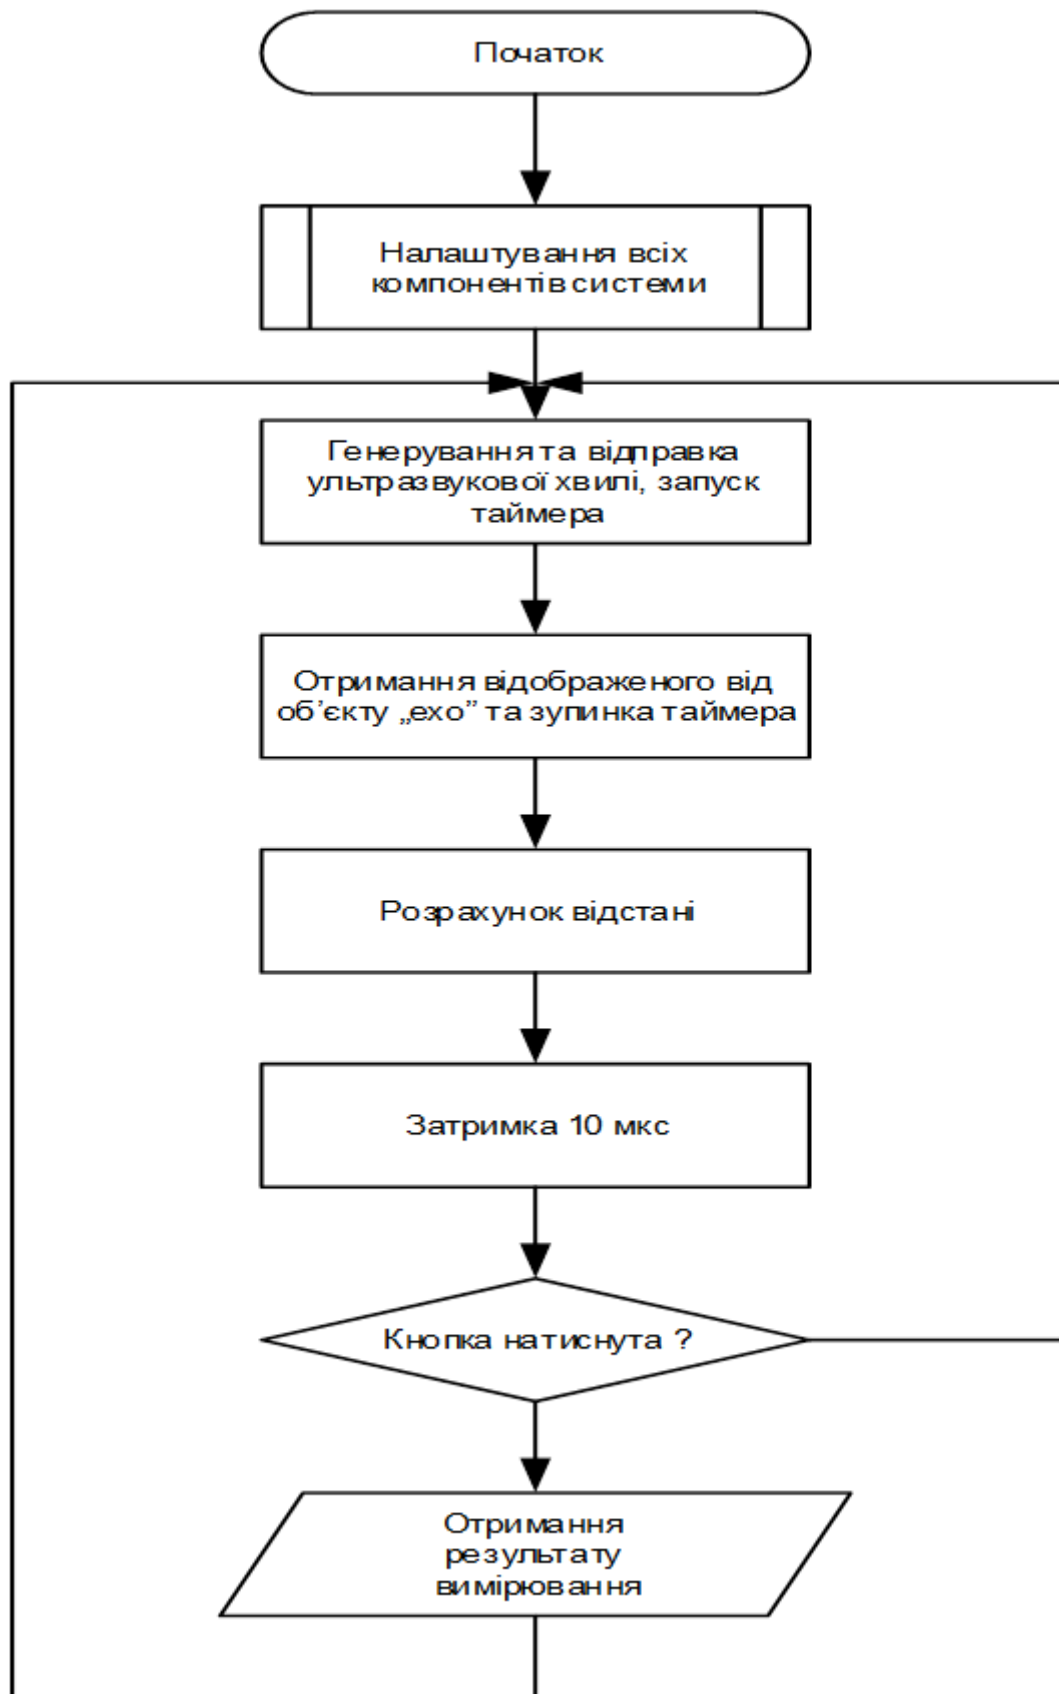 Початок
Налаштування всіх
компонентів системи
Генерування та відправка
ультразвукової хвилі, запуск
таймера
Отримання відображеного від
об’єкту „ехо” та зупинка таймера
Розрахунок відстані
Затримка 10 мкс
Кнопка натиснута ?
Отримання
результату
вимірювання